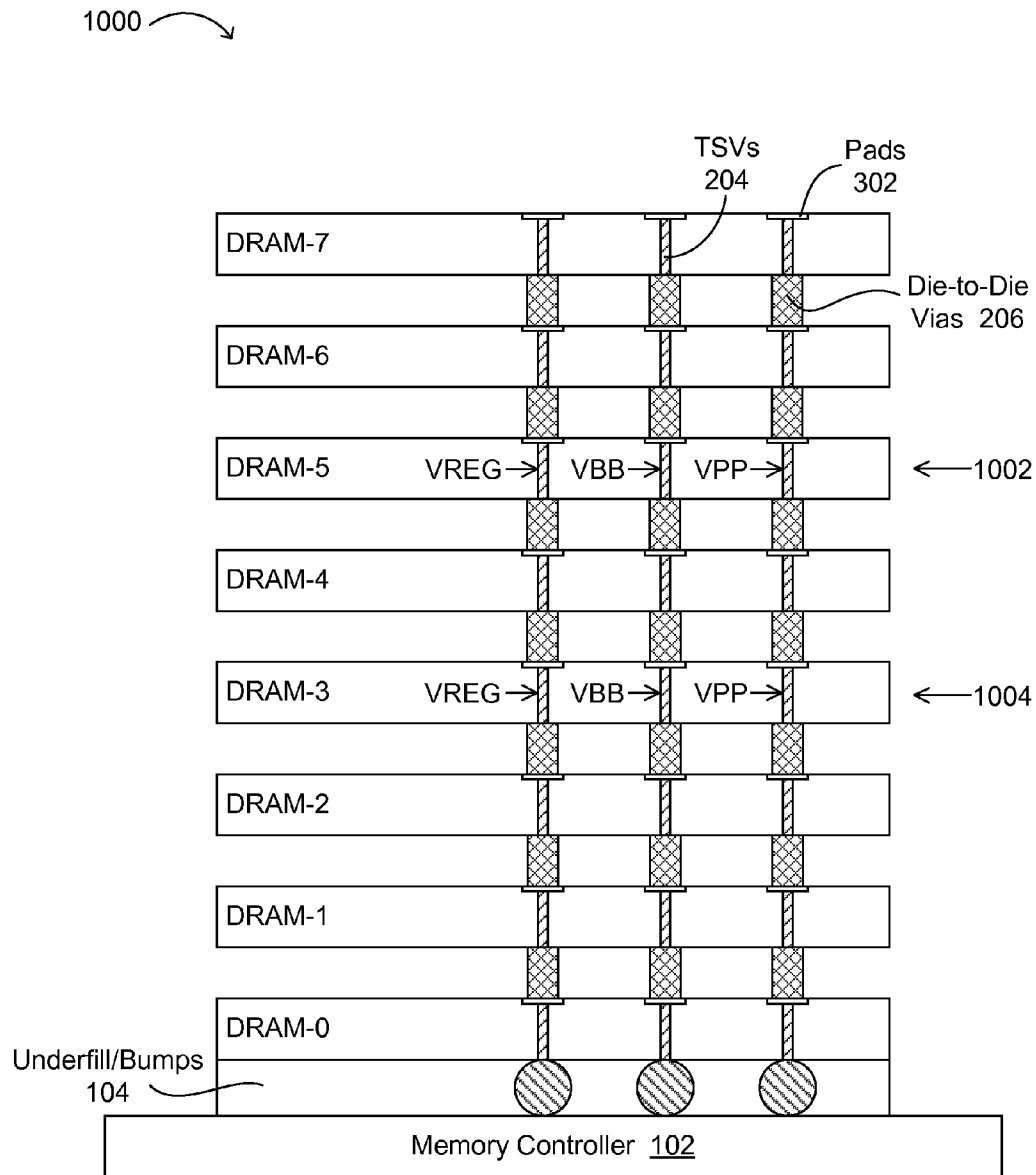 1000
TSVs
204
Pads
302
DRAM-7
Die-to-Die
Vias 206
DRAM-6
DRAM-5
VREG
VBB
VPP
1002
DRAM-4
DRAM-3
VREG
VBB
VPP
1004
DRAM-2
DRAM-1
DRAM-0
Underfill/Bumps
104
Memory Controller 102